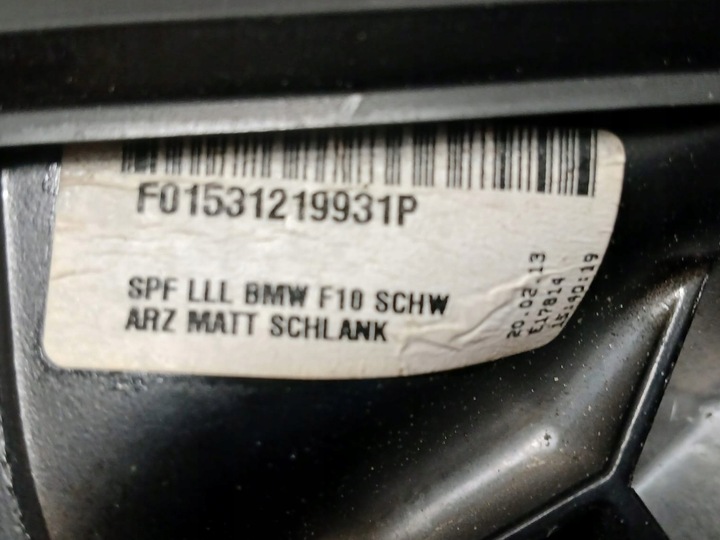 F01531219931P
SPF LLL BMW F10 SCHW
ARZ MATT SCHLANK
20.02.13
E17814
15:40:19